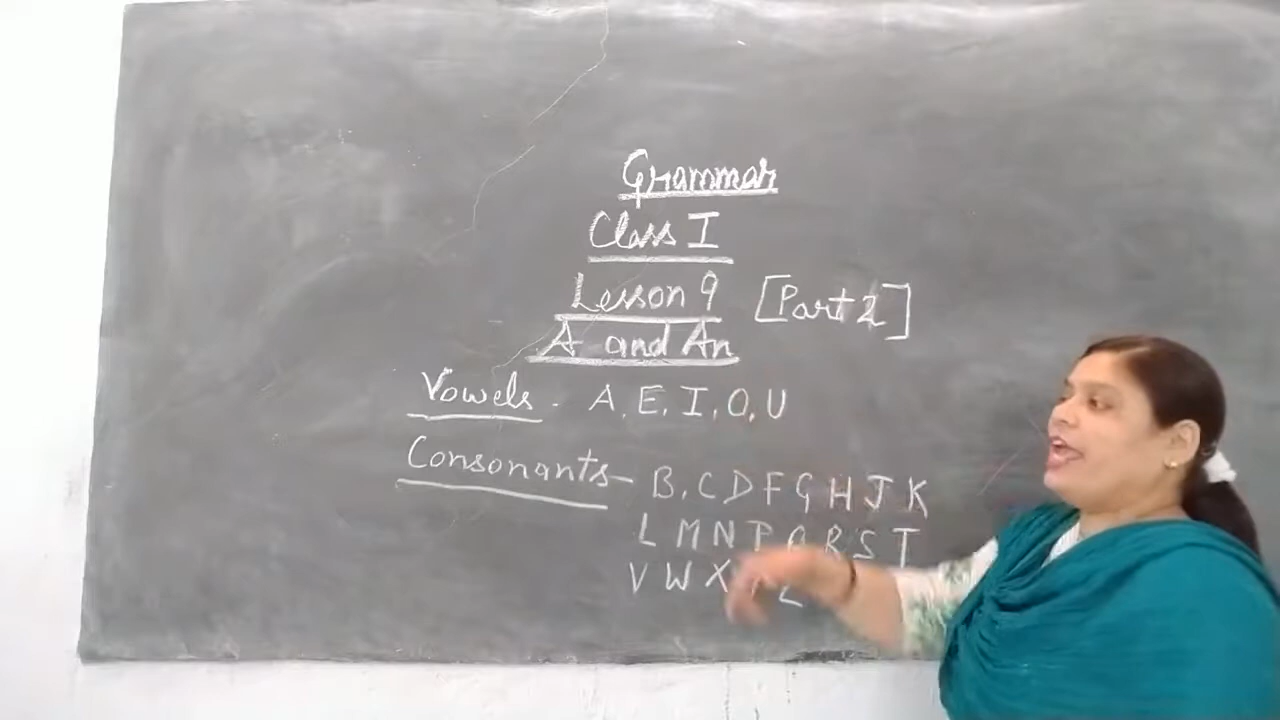 Grammar
Class I
Lesson 9 [Part 2]
A and An
Vowels - A, E, I, O, U
Consonants - B, C D F G H J K
L M N P Q R S T
V W X Z